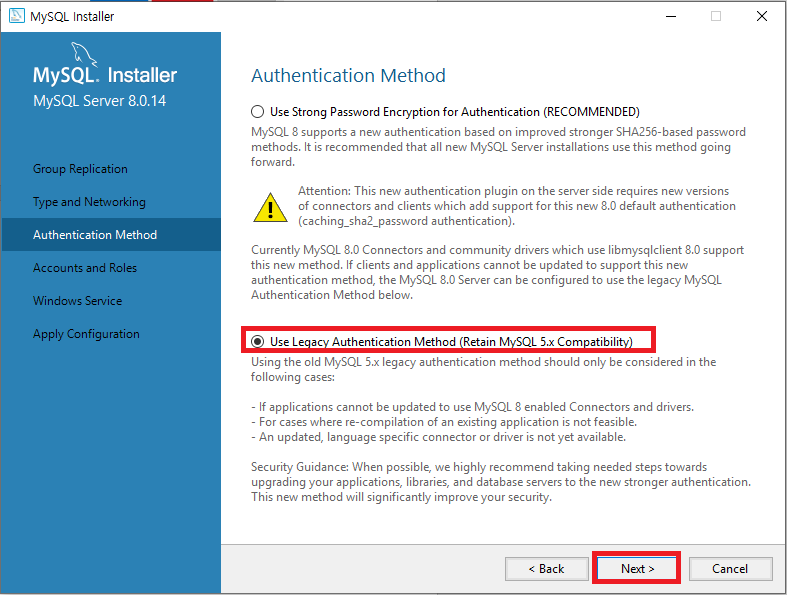 MySQL Installer
MySQL. Installer
MySQL Server 8.0.14
Group Replication
Type and Networking
Authentication Method
Accounts and Roles
Windows Service
Apply Configuration
Authentication Method
Use Strong Password Encryption for Authentication (RECOMMENDED)
MySQL 8 supports a new authentication based on improved stronger SHA256-based password
methods. It is recommended that all new MySQL Server installations use this method going
forward.
Attention: This new authentication plugin on the server side requires new versions
of connectors and clients which add support for this new 8.0 default authentication
(caching_sha2_password authentication).
Currently MySQL 8.0 Connectors and community drivers which use libmysqlclient 8.0 support
this new method. If clients and applications cannot be updated to support this new
authentication method, the MySQL 8.0 Server can be configured to use the legacy MySQL
Authentication Method below.
Use Legacy Authentication Method (Retain MySQL 5.x Compatibility)
Using the old MySQL 5.x legacy authentication method should only be considered in the
following cases:
- If applications cannot be updated to use MySQL 8 enabled Connectors and drivers.
- For cases where re-compilation of an existing application is not feasible.
- An updated, language specific connector or driver is not yet available.
Security Guidance: When possible, we highly recommend taking needed steps towards
upgrading your applications, libraries, and database servers to the new stronger authentication.
This new method will significantly improve your security.
< Back
Next >
Cancel